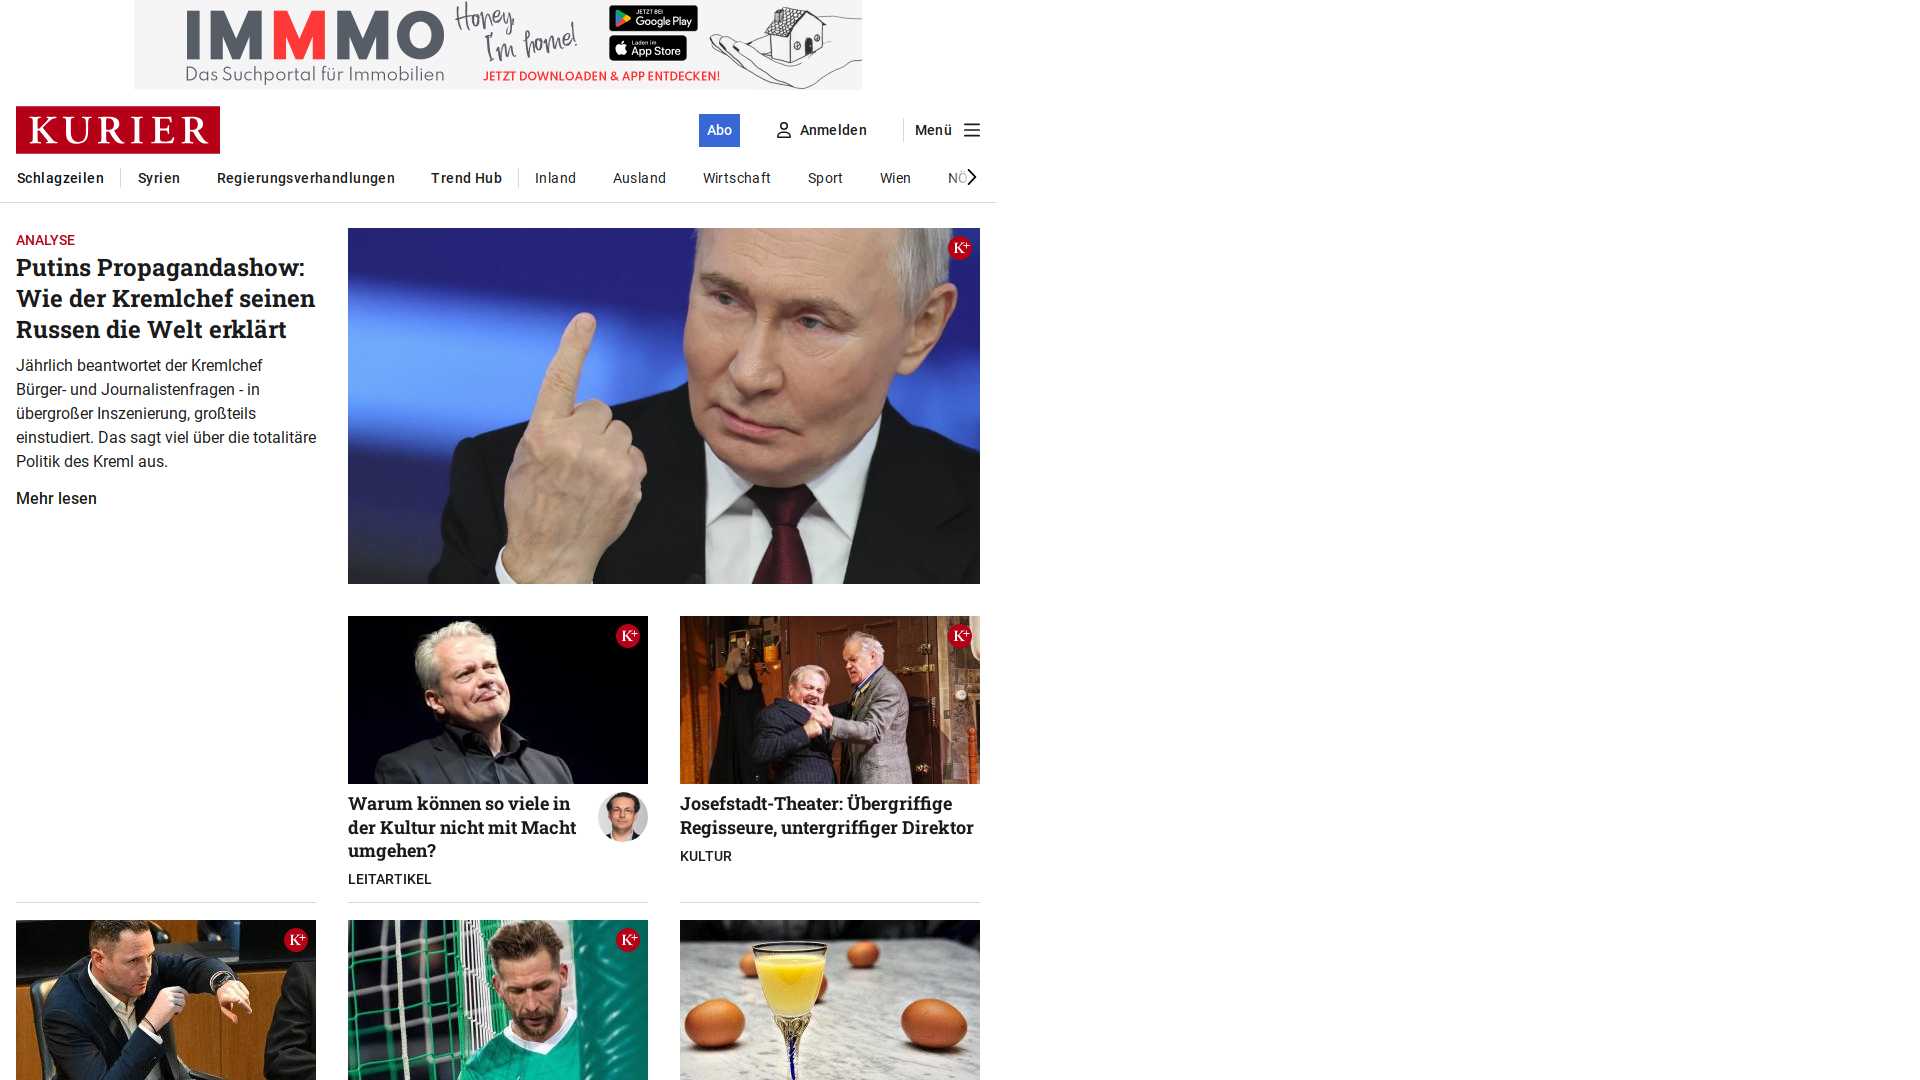 IMMMO
Das Suchportal für Immobilien
Honey, I'm home!
JETZT BEI
Google Play
Laden im
App Store
JETZT DOWNLOADEN & APP ENTDECKEN!
KURIER
Abo
Anmelden
Menü
Schlagzeilen
Syrien
Regierungsverhandlungen
Trend Hub
Inland
Ausland
Wirtschaft
Sport
Wien
NÖ
ANALYSE
Putins Propagandashow:
Wie der Kremlchef seinen
Russen die Welt erklärt
Jährlich beantwortet der Kremlchef
Bürger- und Journalistenfragen - in
übergroßer Inszenierung, großteils
einstudiert. Das sagt viel über die totalitäre
Politik des Kreml aus.
Mehr lesen
K+
K+
Warum können so viele in
der Kultur nicht mit Macht
umgehen?
LEITARTIKEL
K+
Josefstadt-Theater: Übergriffige
Regisseure, untergriffiger Direktor
KULTUR
K+
K+